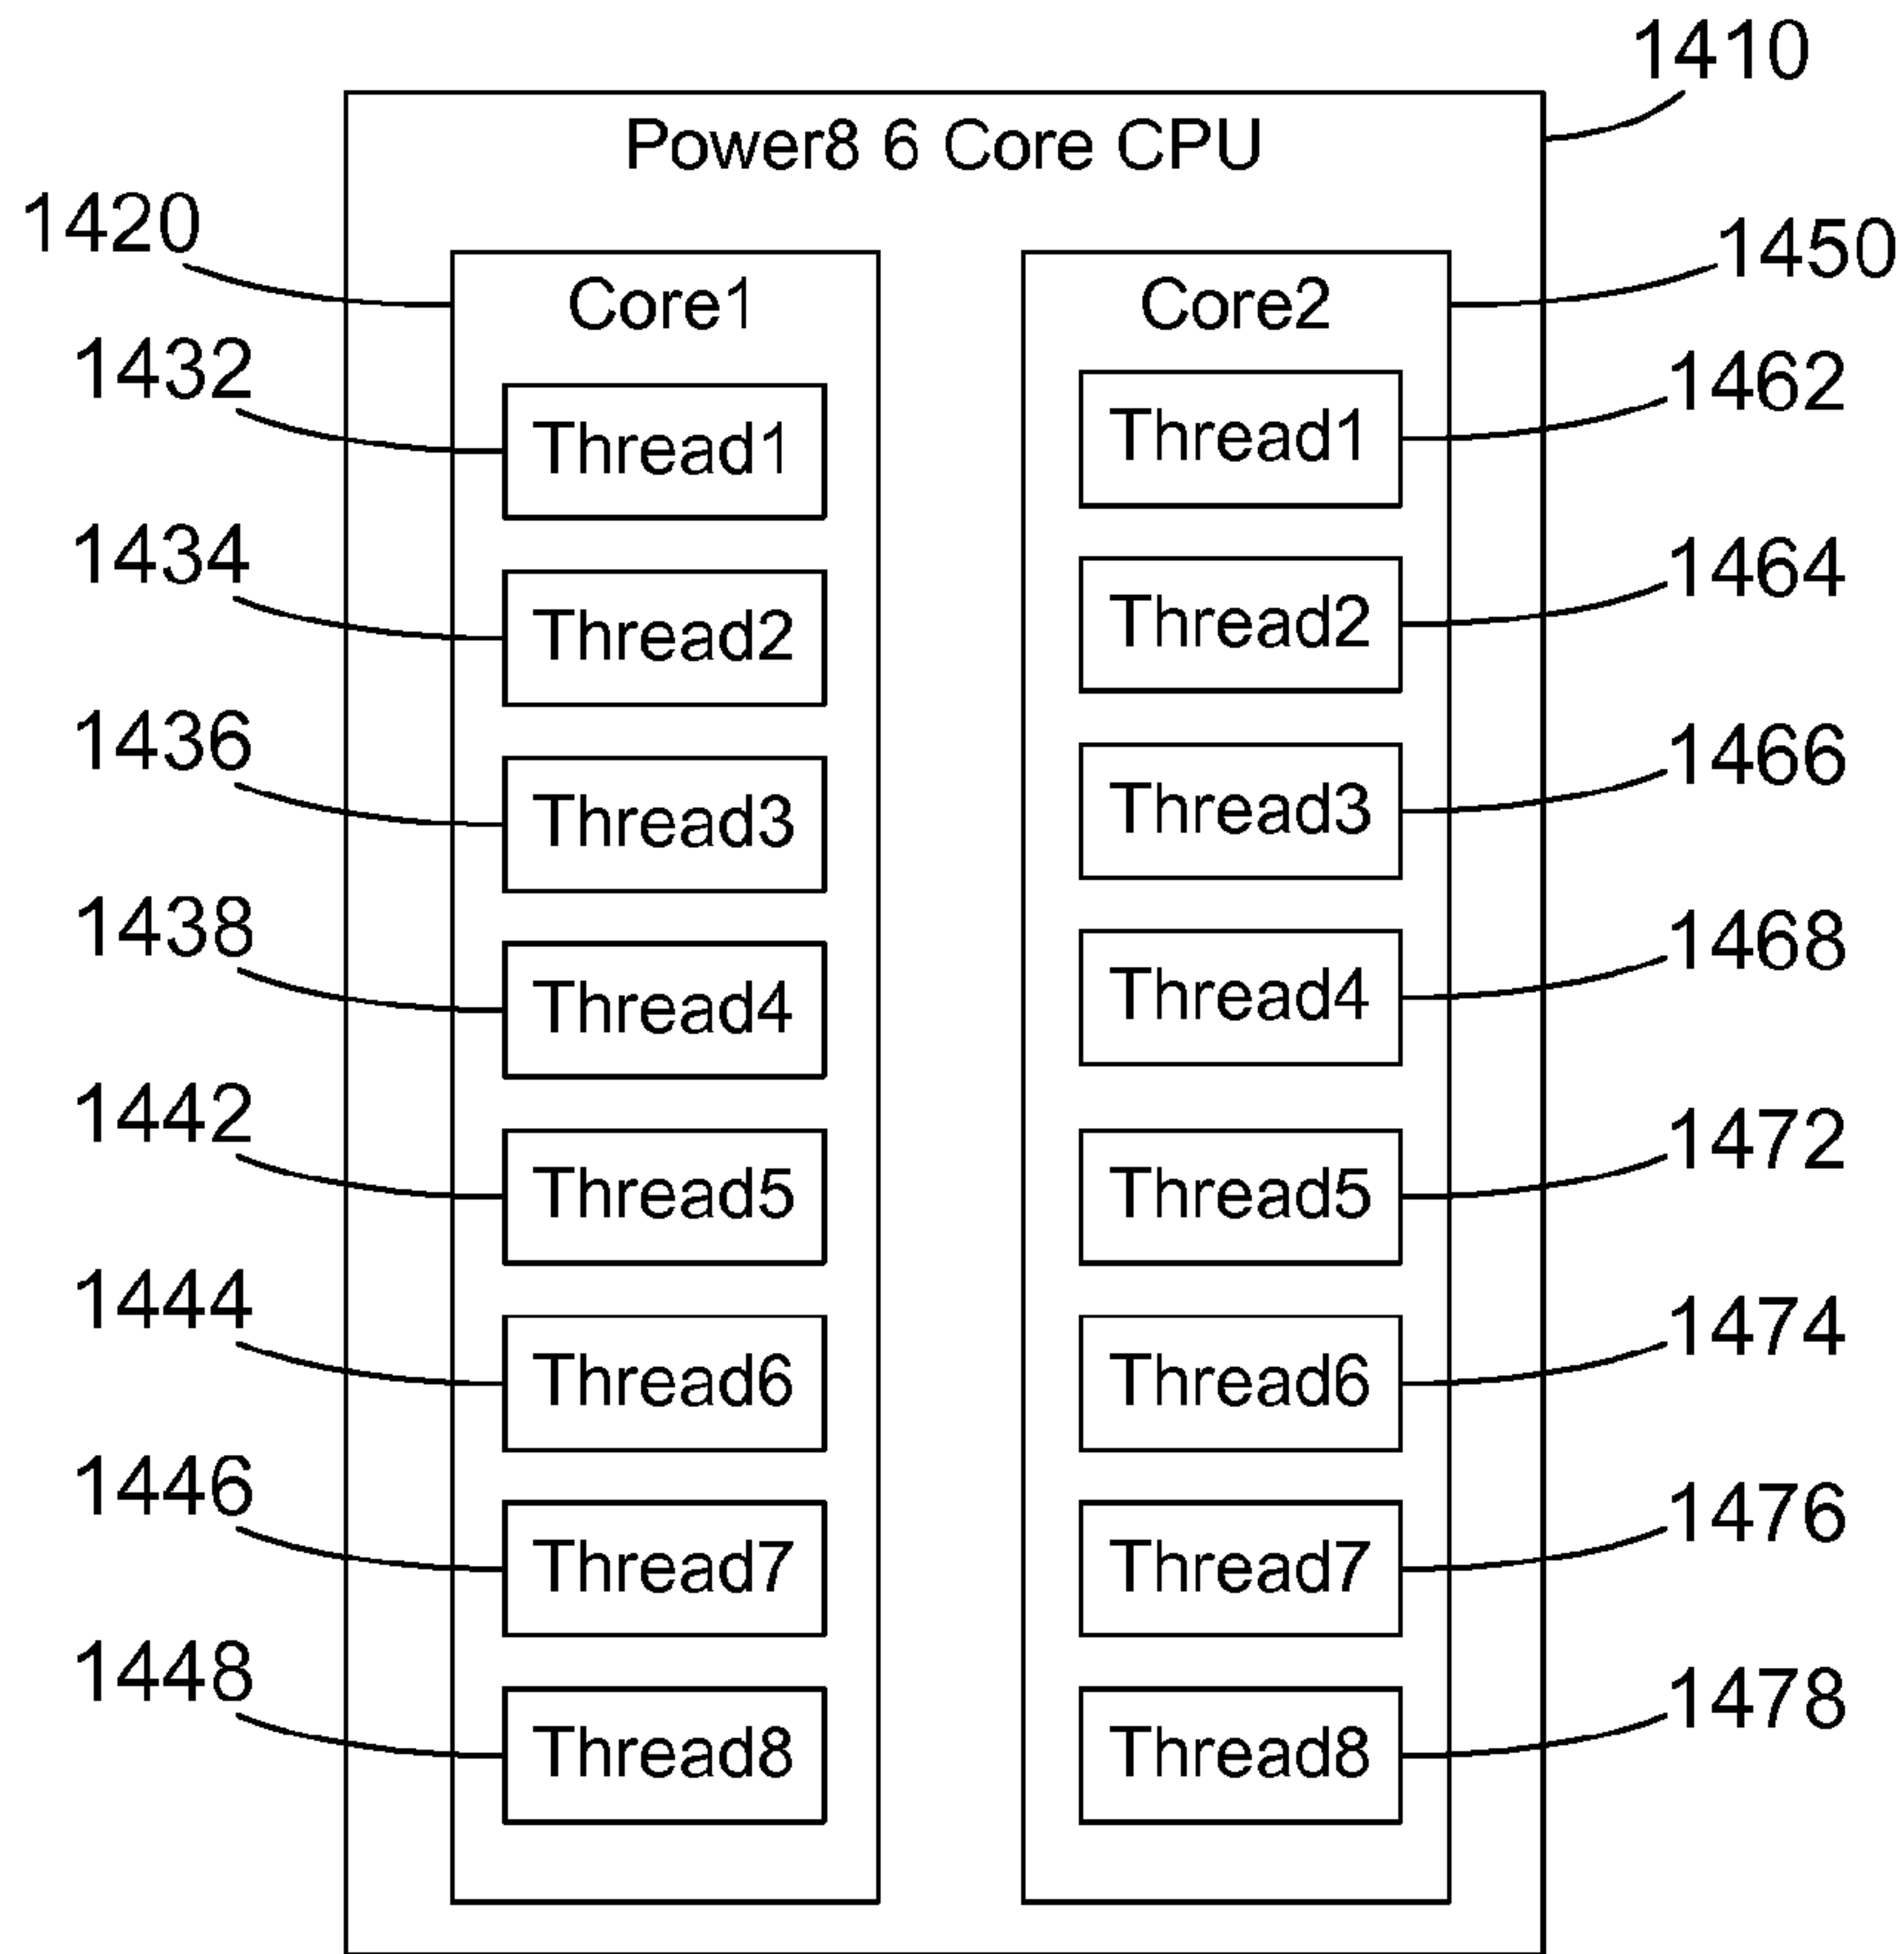 1410
Power8 6 Core CPU
1420
1450
Core1
Core2
1432
Thread1
Thread1
1462
1434
Thread2
Thread2
1464
1436
Thread3
Thread3
1466
1438
Thread4
Thread4
1468
1442
Thread5
Thread5
1472
1444
Thread6
Thread6
1474
1446
Thread7
Thread7
1476
1448
Thread8
Thread8
1478